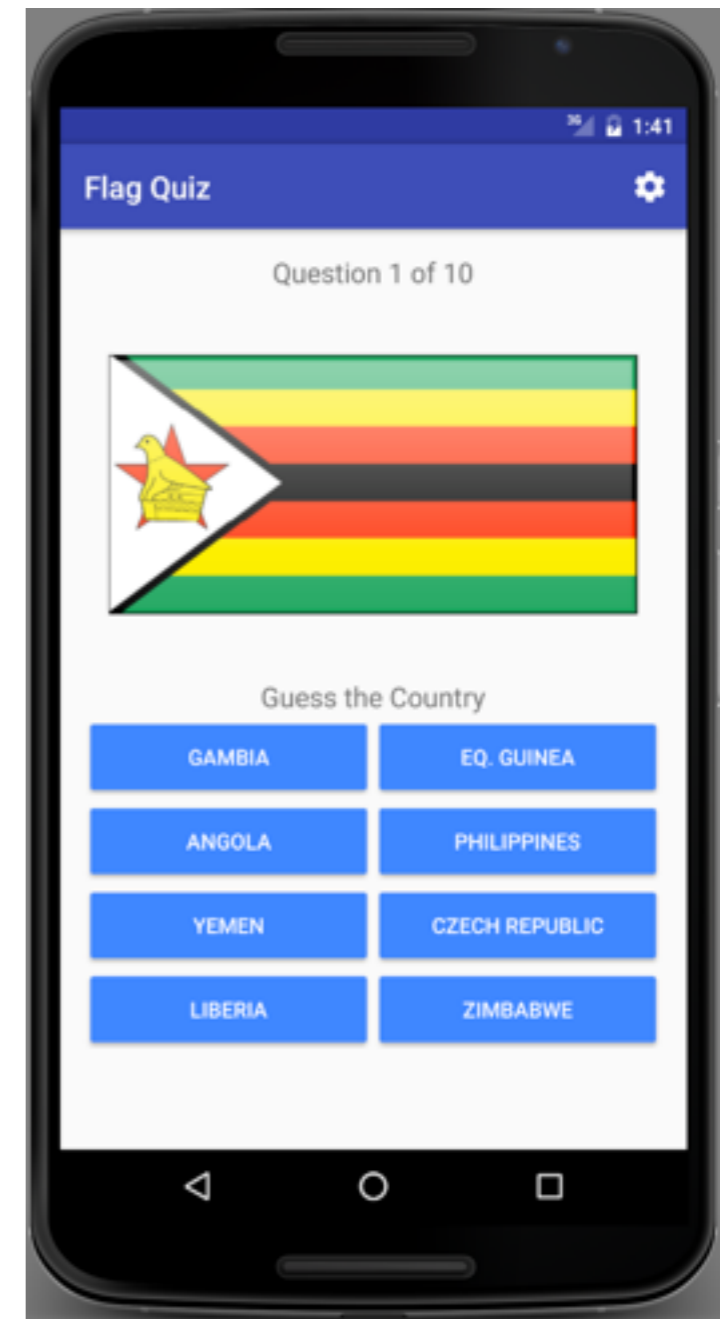 3G 1:41
Flag Quiz
Question 1 of 10
Guess the Country
GAMBIA EQ. GUINEA
ANGOLA PHILIPPINES
YEMEN CZECH REPUBLIC
LIBERIA ZIMBABWE